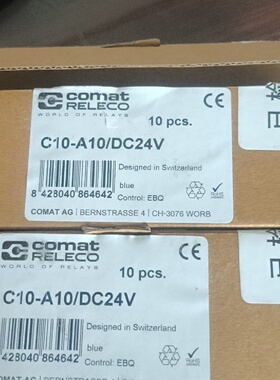 comat
RELECO
WORLD OF RELAYS
CE
10 pcs.
C10-A10/DC24V
Designed in Switzerland
blue
8 428040 864642
Control: EBQ
COMAT AG | BERNSTRASSE 4 | CH-3076 WORB
comat
RELECO
WORLD OF RELAYS
CE
10 pcs.
C10-A10/DC24V
Designed in Switzerland
blue
428040 864642
Control: EBQ